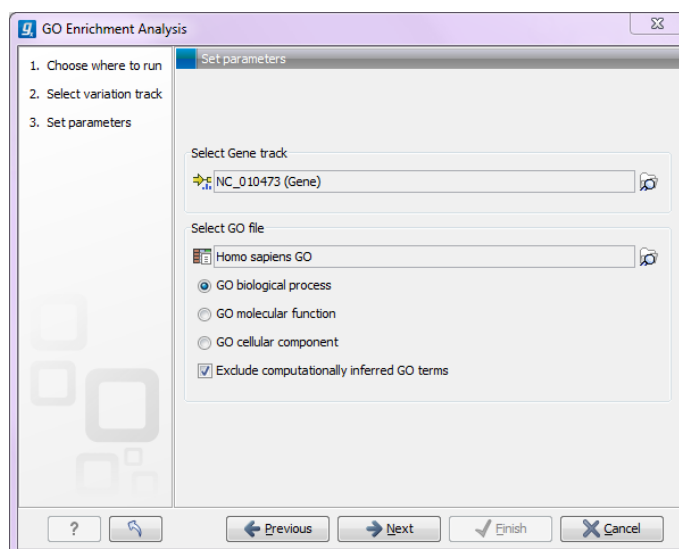 GO Enrichment Analysis
1. Choose where to run
2. Select variation track
3. Set parameters
Set parameters
Select Gene track
NC_010473 (Gene)
Select GO file
Homo sapiens GO
GO biological process
GO molecular function
GO cellular component
Exclude computationally inferred GO terms
?
Previous
Next
Finish
Cancel